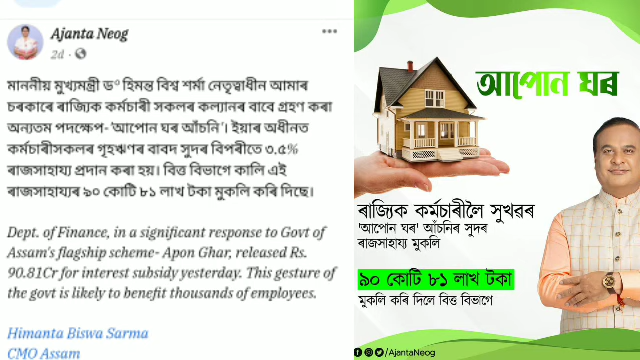 Ajanta Neog
2d
মাননীয় মুখ্যমন্ত্ৰী ড° হিমন্ত বিশ্ব শৰ্মা নেতৃত্বাধীন আমাৰ
চৰকাৰে ৰাজ্যিক কৰ্মচাৰী সকলৰ কল্যানৰ বাবে গ্ৰহণ কৰা
অন্যতম পদক্ষেপ-'আপোন ঘৰ আঁচনি'। ইয়াৰ অধীনত
কৰ্মচাৰীসকলৰ গৃহঋণৰ বাবদ সুদৰ বিপৰীতে ৩.৫%
ৰাজসাহায্য প্ৰদান কৰা হয়। বিত্ত বিভাগে কালি এই
ৰাজসাহায্যৰ ৯০ কোটি ৮১ লাখ টকা মুকলি কৰি দিছে।
Dept. of Finance, in a significant response to Govt of
Assam's flagship scheme- Apon Ghar, released Rs.
90.81Cr for interest subsidy yesterday. This gesture of
the govt is likely to benefit thousands of employees.
Himanta Biswa Sarma
CMO Assam
আপোন ঘৰ
ৰাজ্যিক কৰ্মচাৰীলৈ সুখৱৰ
'আপোন ঘৰ' আঁচনিৰ সুদৰ
ৰাজসাহায্য মুকলি
৯০ কোটি ৮১ লাখ টকা
মুকলি কৰি দিলে বিত্ত বিভাগে
/AjantaNeog